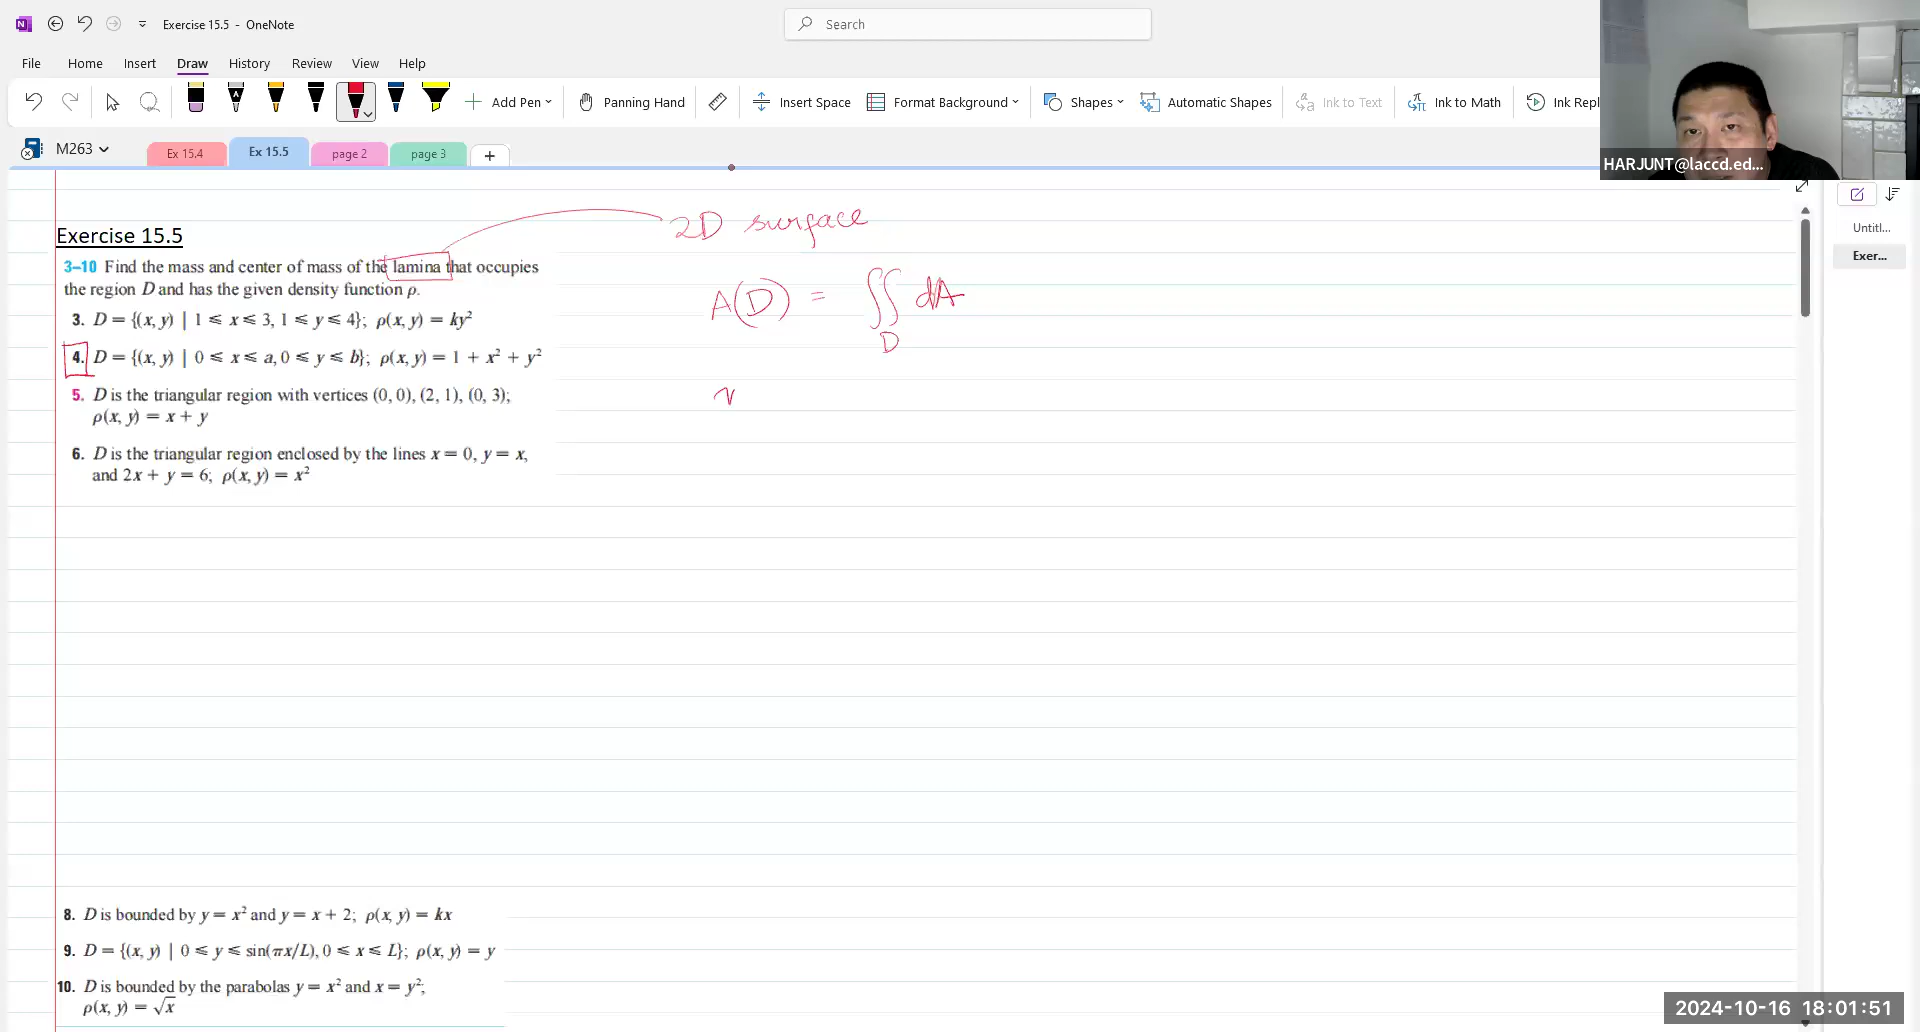 Exercise 15.5 - OneNote
Search
File Home Insert Draw History Review View Help
Add Pen Panning Hand Insert Space Format Background Shapes Automatic Shapes Ink to Text Ink to Math Ink Repl
HARJUNT@laccd.ed...
M263 Ex 15.4 Ex 15.5 page 2 page 3
Untitl...
Exer...
Exercise 15.5
3–10 Find the mass and center of mass of the lamina that occupies
the region D and has the given density function ρ.
3. D = {(x, y) | 1 ⩽ x ⩽ 3, 1 ⩽ y ⩽ 4}; ρ(x, y) = ky²
4. D = {(x, y) | 0 ⩽ x ⩽ a, 0 ⩽ y ⩽ b}; ρ(x, y) = 1 + x² + y²
5. D is the triangular region with vertices (0, 0), (2, 1), (0, 3);
ρ(x, y) = x + y
6. D is the triangular region enclosed by the lines x = 0, y = x,
and 2x + y = 6; ρ(x, y) = x²
2D surface
A(D) = ∬ dA
D
8. D is bounded by y = x² and y = x + 2; ρ(x, y) = kx
9. D = {(x, y) | 0 ⩽ y ⩽ sin(πx/L), 0 ⩽ x ⩽ L}; ρ(x, y) = y
10. D is bounded by the parabolas y = x² and x = y²;
ρ(x, y) = √x
2024-10-16 18:01:51